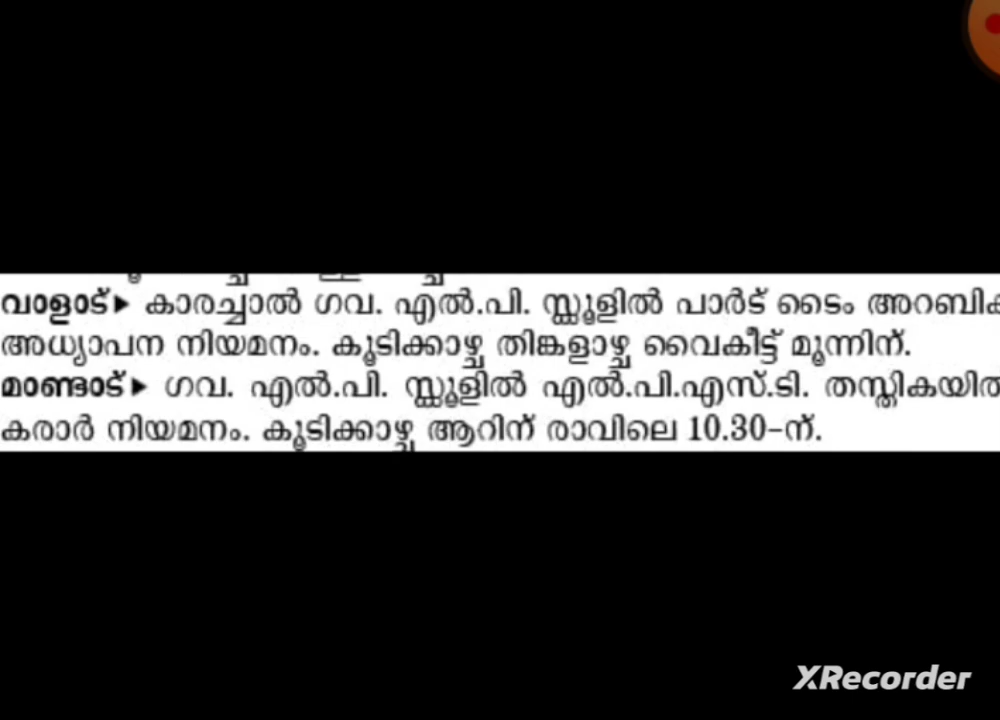 വാളാട്▸ കാരച്ചാൽ ഗവ. എൽ.പി. സ്കൂളിൽ പാർട് ടൈം അറബിക്
അധ്യാപന നിയമനം. കൂടിക്കാഴ്ച തിങ്കളാഴ്ച വൈകീട്ട് മൂന്നിന്.
മാണ്ടാട്▸ ഗവ. എൽ.പി. സ്കൂളിൽ എൽ.പി.എസ്.ടി. തസ്തികയിൽ
കരാർ നിയമനം. കൂടിക്കാഴ്ച ആറിന് രാവിലെ 10.30-ന്.
XRecorder